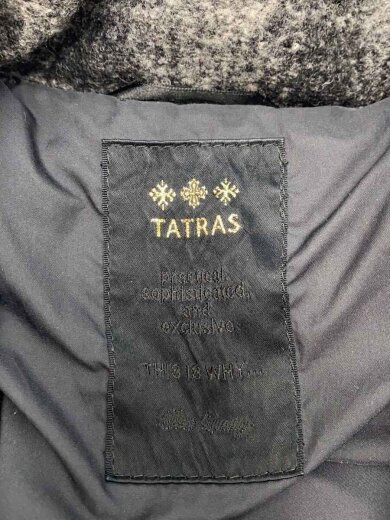 TATRAS
practical,
sophisticated,
and
exclusive.
THIS IS WHY...